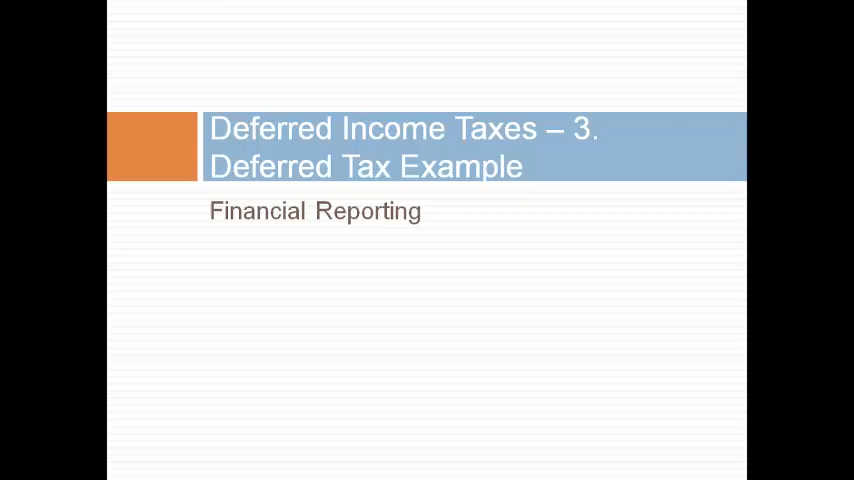 Deferred Income Taxes – 3.
Deferred Tax Example
Financial Reporting